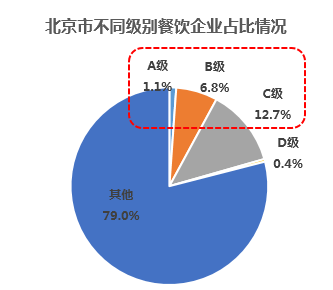 北京市不同级别餐饮企业占比情况
A级
1.1%
B级
6.8%
C级
12.7%
D级
0.4%
其他
79.0%